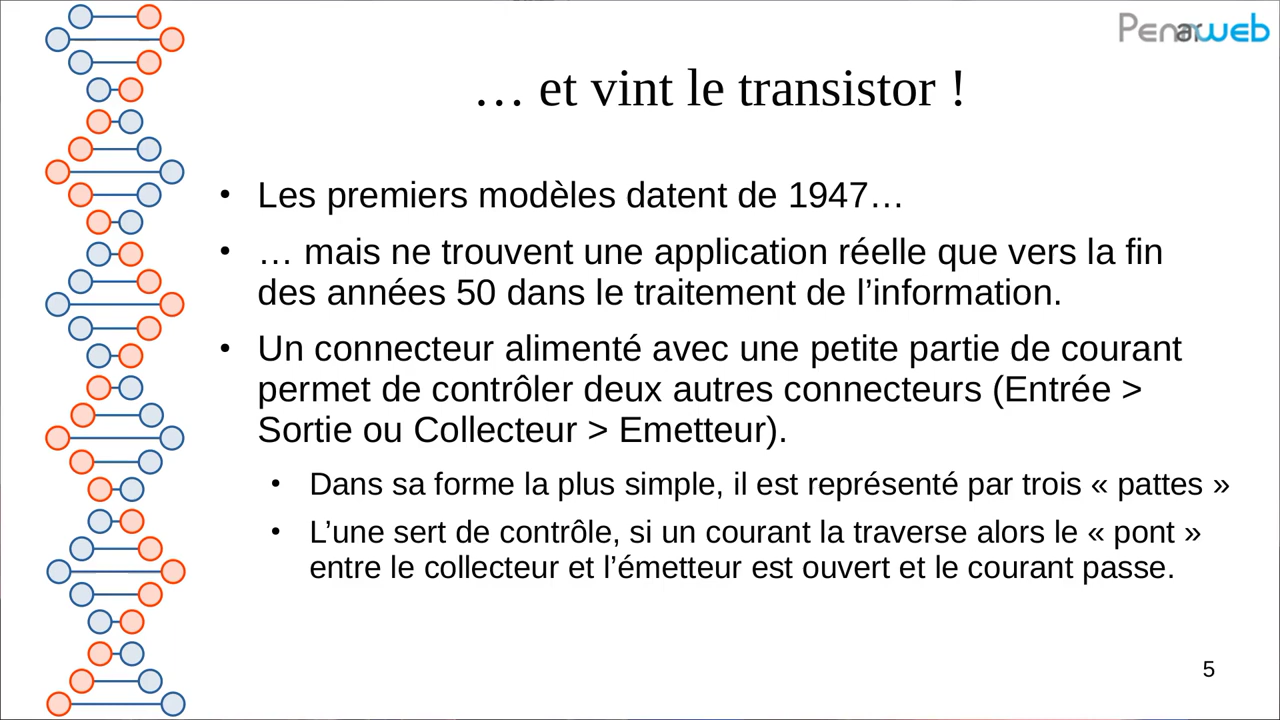 Penarweb
… et vint le transistor !
• Les premiers modèles datent de 1947…
• … mais ne trouvent une application réelle que vers la fin
des années 50 dans le traitement de l’information.
• Un connecteur alimenté avec une petite partie de courant
permet de contrôler deux autres connecteurs (Entrée >
Sortie ou Collecteur > Emetteur).
• Dans sa forme la plus simple, il est représenté par trois « pattes »
• L’une sert de contrôle, si un courant la traverse alors le « pont »
entre le collecteur et l’émetteur est ouvert et le courant passe.
5